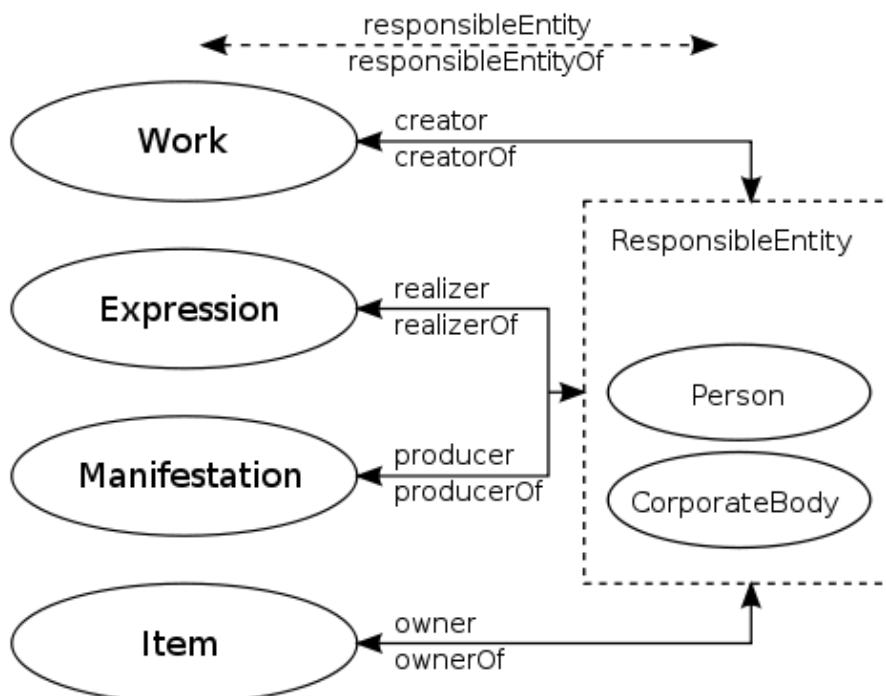 responsibleEntity
responsibleEntityOf
Work
creator
creatorOf
ResponsibleEntity
Expression
realizer
realizerOf
Person
Manifestation
producer
producerOf
CorporateBody
Item
owner
ownerOf